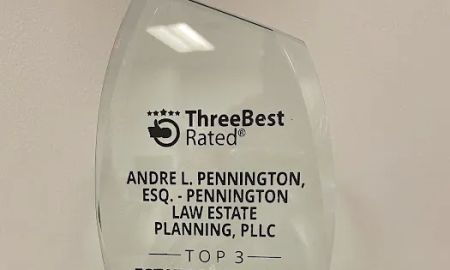 ThreeBest
Rated®
ANDRE L. PENNINGTON,
ESQ. - PENNINGTON
LAW ESTATE
PLANNING, PLLC
TOP 3